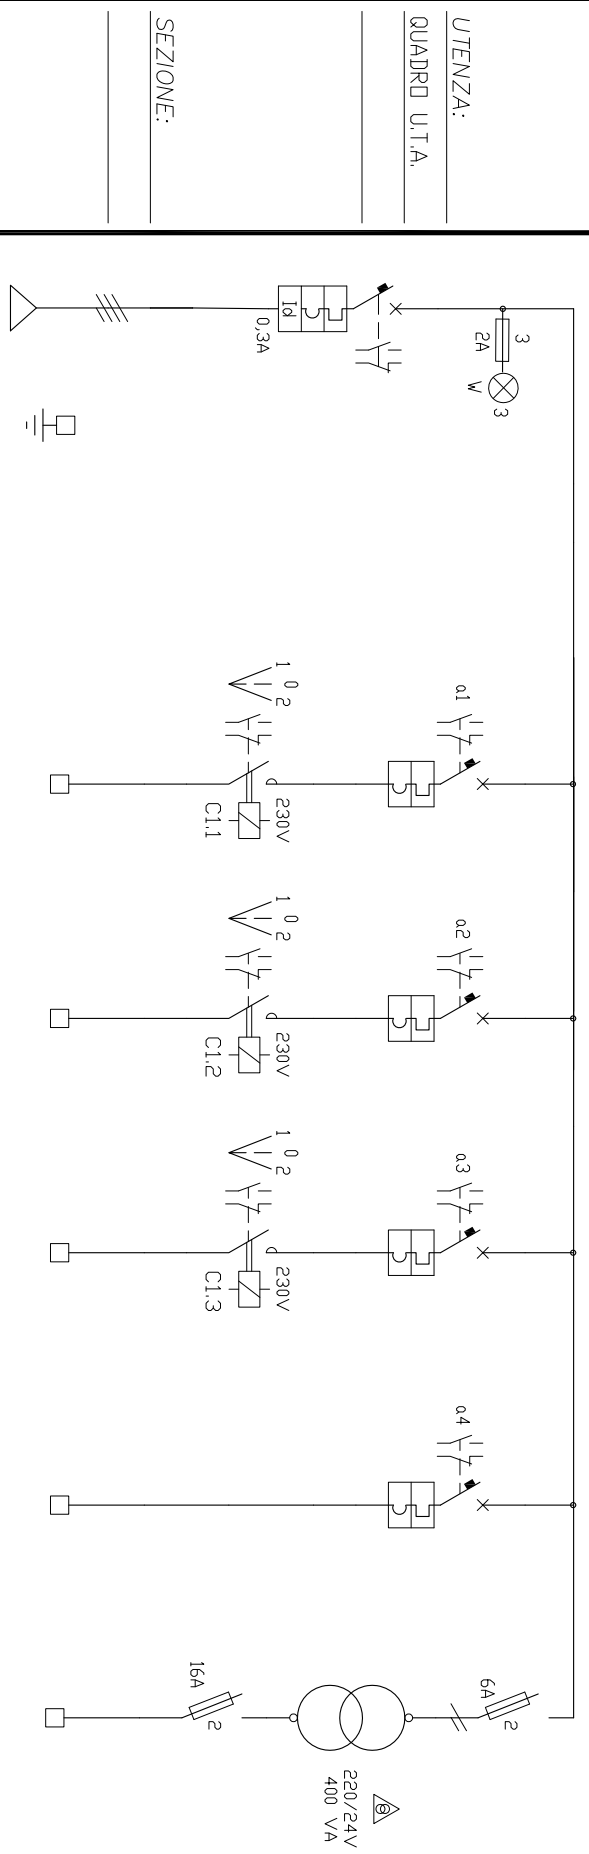 UTENZA:
QUADRO U.T.A.
SEZIONE:
Id
0,3A
3
2A
W
3
a1
1 0 2
230V
C1.1
a2
1 0 2
230V
C1.2
a3
1 0 2
230V
C1.3
a4
6A
2
16A
2
220/24V
400 VA